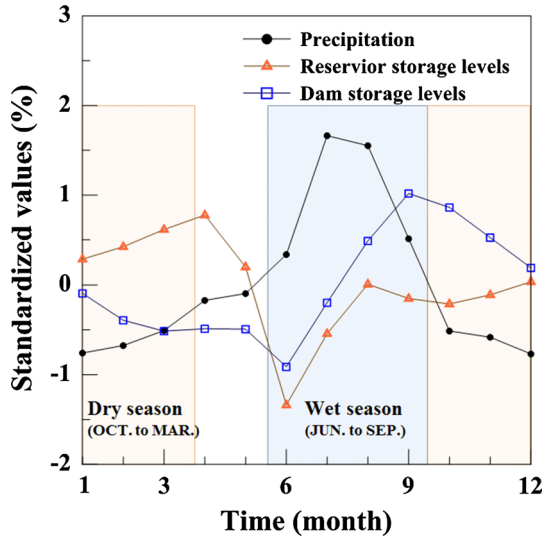 3
2
1
0
-1
-2
Standardized values (%)
Precipitation
Reservior storage levels
Dam storage levels
Dry season
(OCT. to MAR.)
Wet season
(JUN. to SEP.)
1 3 6 9 12
Time (month)